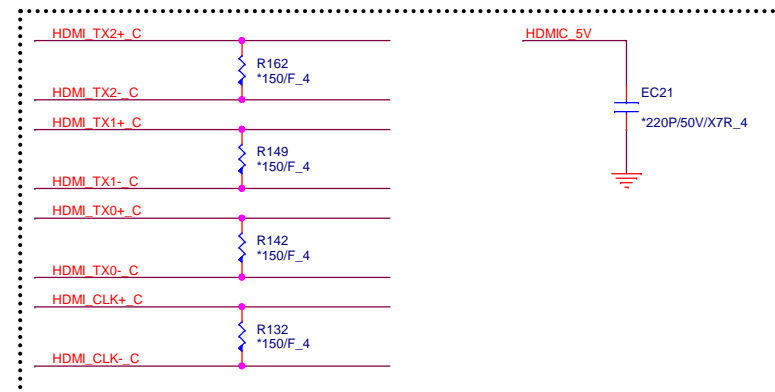 HDMI_TX2+_C
HDMIC_5V
R162
*150/F_4
EC21
HDMI_TX2-_C
*220P/50V/X7R_4
HDMI_TX1+_C
R149
*150/F_4
HDMI_TX1-_C
HDMI_TX0+_C
R142
*150/F_4
HDMI_TX0-_C
HDMI_CLK+_C
R132
*150/F_4
HDMI_CLK-_C